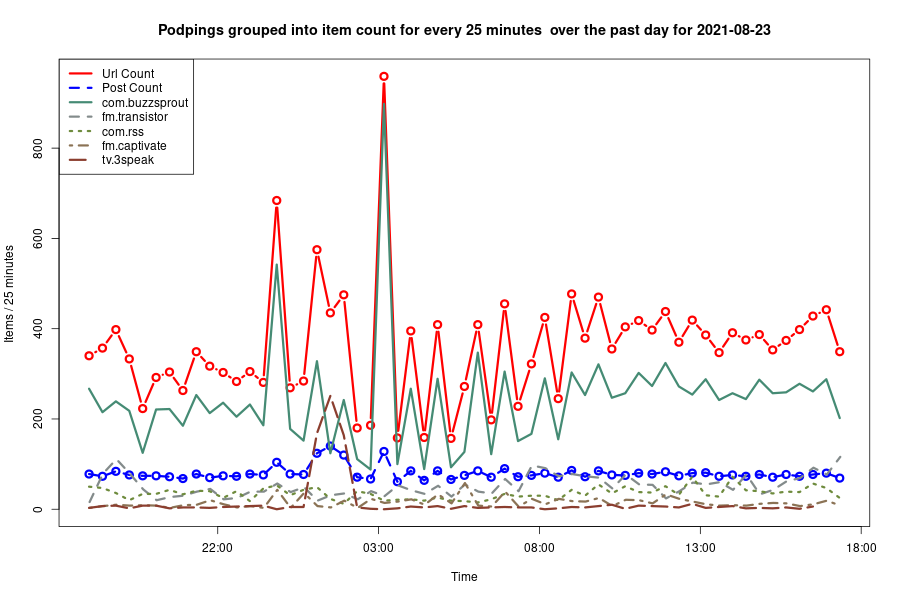 Podpings grouped into item count for every 25 minutes  over the past day for 2021-08-23
Url Count
Post Count
com.buzzsprout
fm.transistor
com.rss
fm.captivate
tv.3speak
Items / 25 minutes
800
600
400
200
0
22:00 03:00 08:00 13:00 18:00
Time